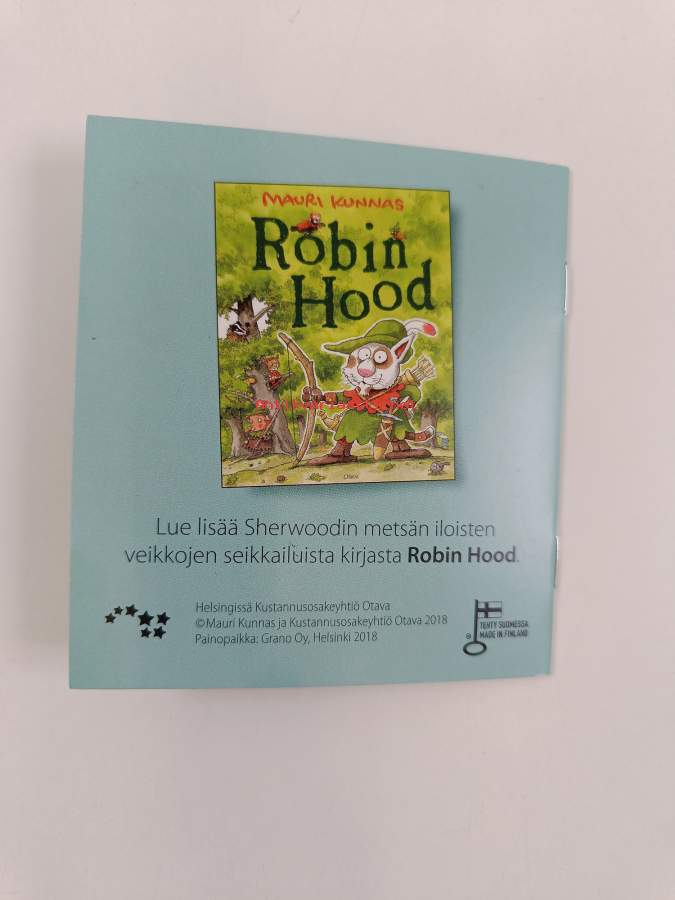 MAURI KUNNAS
Robin
Hood
Otava
Lue lisää Sherwoodin metsän iloisten
veikkojen seikkailuista kirjasta Robin Hood.
Helsingissä Kustannusosakeyhtiö Otava
©Mauri Kunnas ja Kustannusosakeyhtiö Otava 2018
Painopaikka: Grano Oy, Helsinki 2018
®
TEHTY SUOMESSA
MADE IN FINLAND